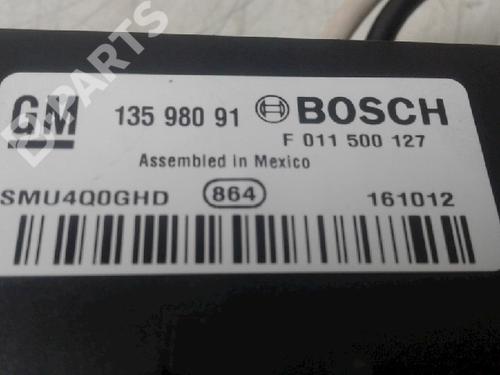 GM 135 980 91 BOSCH
F 011 500 127
Assembled in Mexico
SMU4Q0GHD 864 161012
B-PARTS